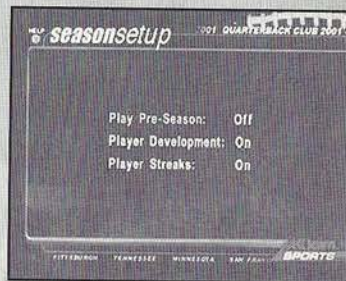 HELP
seasonsetup
2001 QUARTERBACK CLUB 2001
Play Pre-Season: Off
Player Development: On
Player Streaks: On
PITTSBURGH TENNESSEE MINNESOTA SAN FRAN
SPORTS